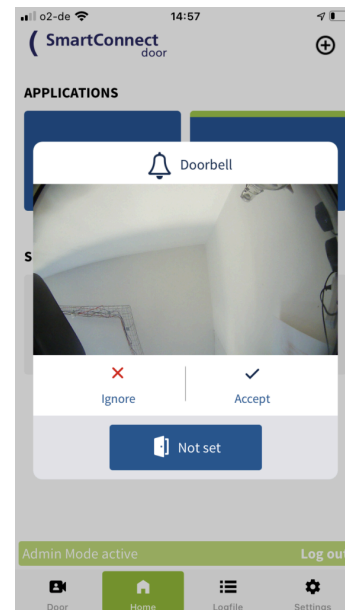 o2-de 14:57
( SmartConnect
door
APPLICATIONS
Doorbell
S
Ignore Accept
Not set
Admin Mode active Log out
Door Home Logfile Settings